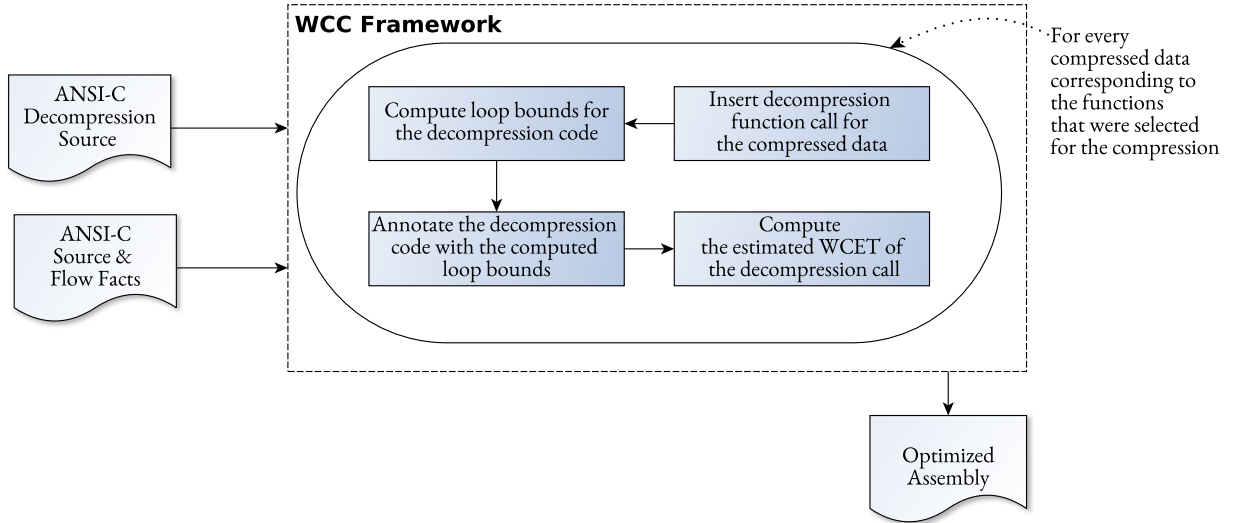 WCC Framework
For every
compressed data
corresponding to
the functions
that were selected
for the compression
ANSI-C
Decompression
Source
Compute loop bounds for
the decompression code
Insert decompression
function call for
the compressed data
ANSI-C
Source &
Flow Facts
Annotate the decompression
code with the computed
loop bounds
Compute
the estimated WCET of
the decompression call
Optimized
Assembly